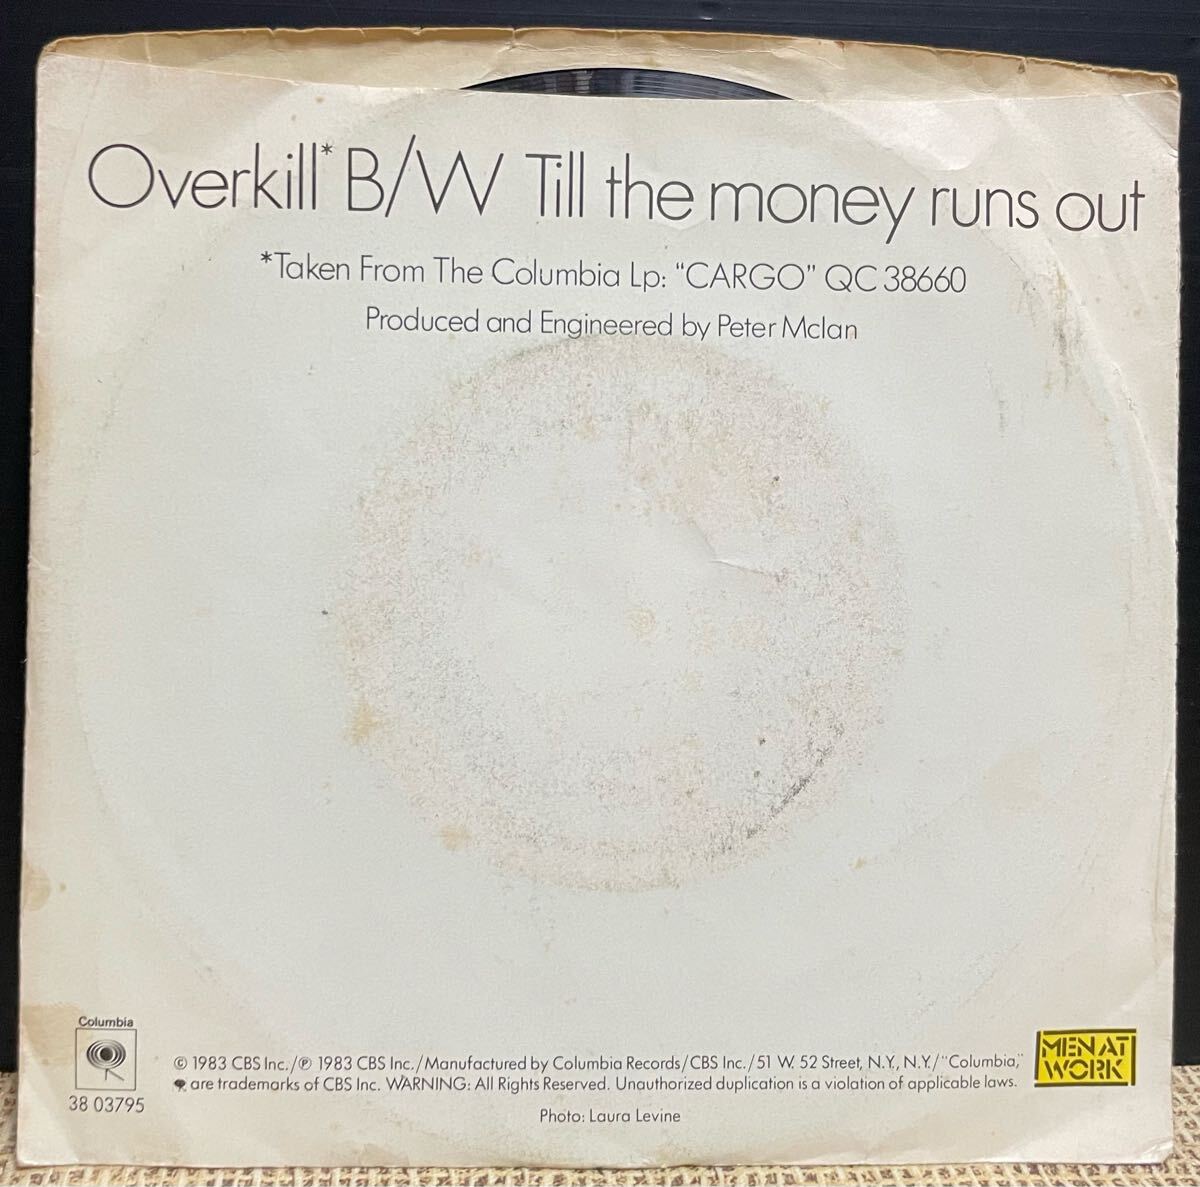 Overkill* B/W Till the money runs out
*Taken From The Columbia Lp: "CARGO" QC 38660
Produced and Engineered by Peter McIan
Columbia
38 03795
© 1983 CBS Inc./℗ 1983 CBS Inc./Manufactured by Columbia Records/CBS Inc./51 W. 52 Street, N.Y., N.Y./"Columbia,"
are trademarks of CBS Inc. WARNING: All Rights Reserved. Unauthorized duplication is a violation of applicable laws.
Photo: Laura Levine
MEN AT
WORK